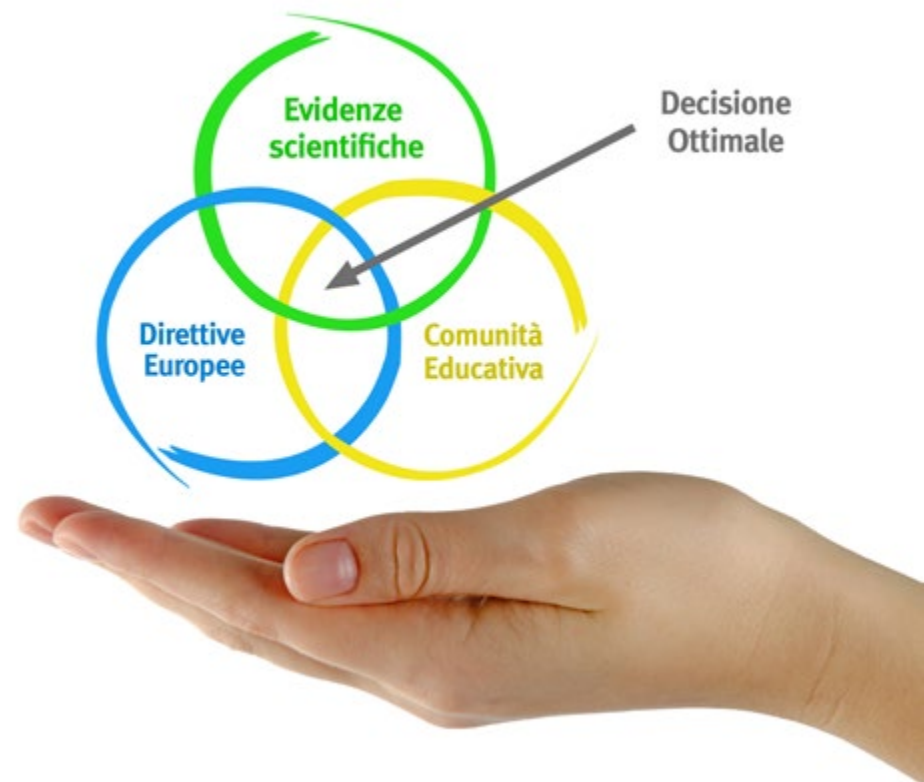 Evidenze
scientifiche
Decisione
Ottimale
Direttive
Europee
Comunità
Educativa